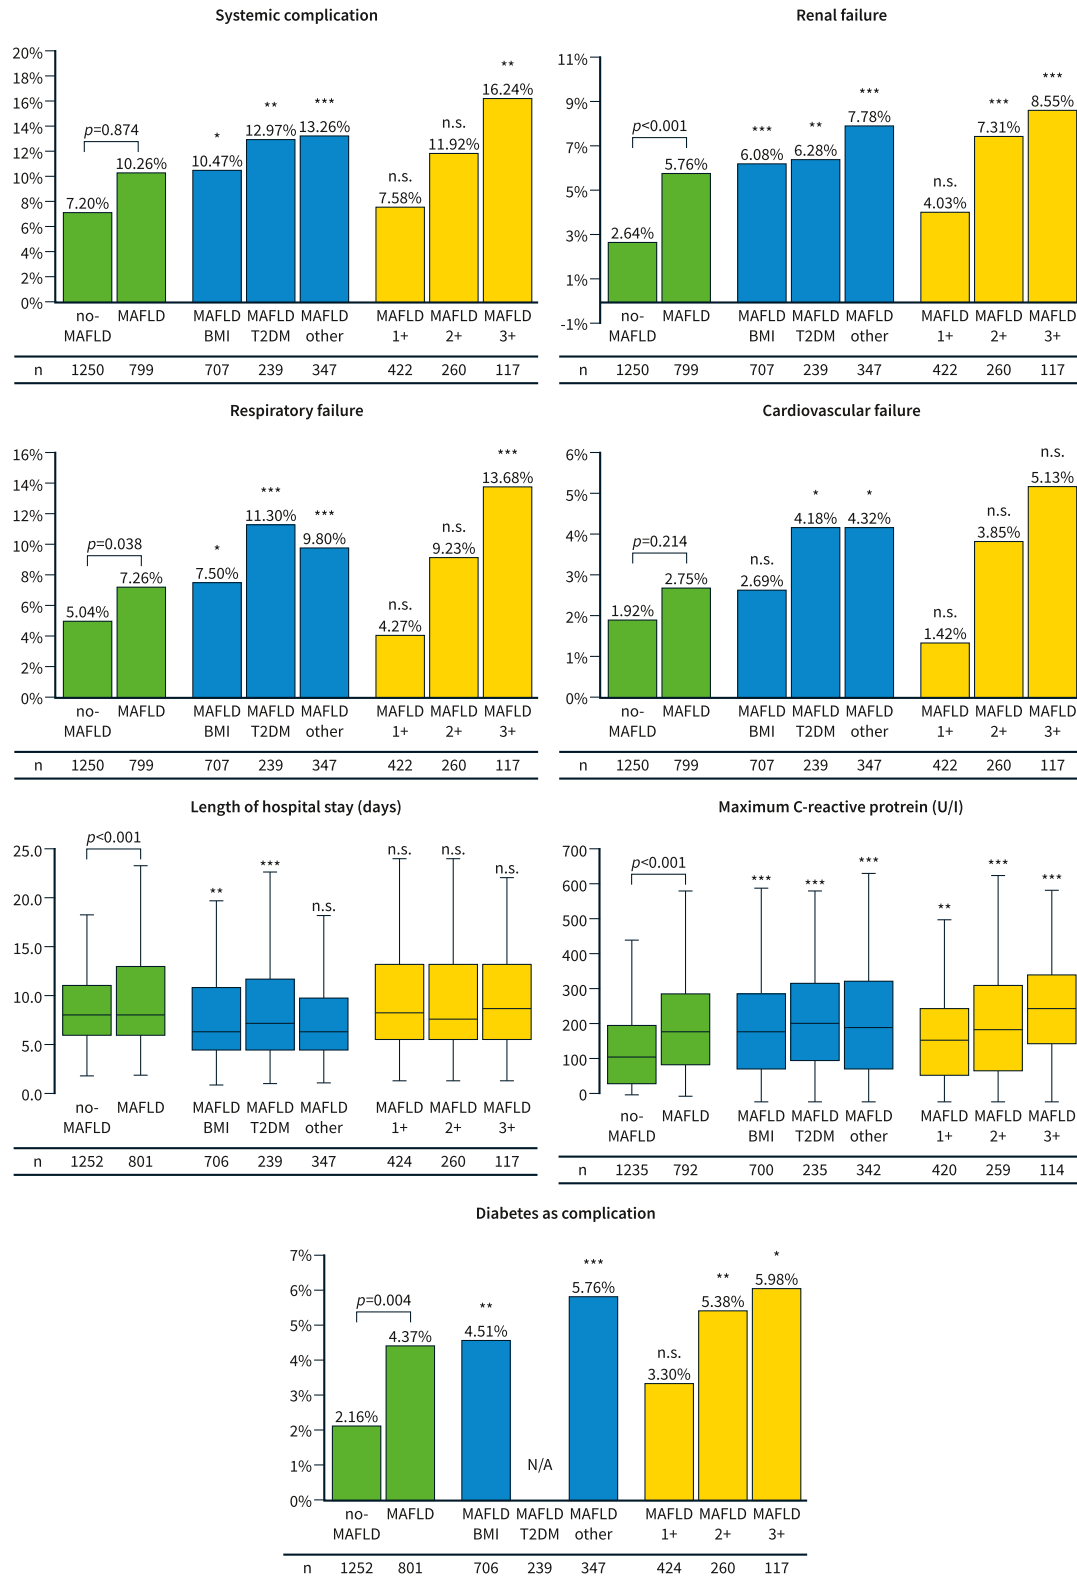 Systemic complication
20%
18%
16%
14%
12%
10%
8%
6%
4%
2%
0%
p=0.874
7.20%
10.26%
*
10.47%
**
12.97%
***
13.26%
n.s.
7.58%
n.s.
11.92%
**
16.24%
no-MAFLD MAFLD MAFLD BMI MAFLD T2DM MAFLD other MAFLD 1+ MAFLD 2+ MAFLD 3+
n 1250 799 707 239 347 422 260 117
Renal failure
11%
9%
7%
5%
3%
1%
-1%
p<0.001
2.64%
5.76%
***
6.08%
**
6.28%
***
7.78%
n.s.
4.03%
***
7.31%
***
8.55%
no-MAFLD MAFLD MAFLD BMI MAFLD T2DM MAFLD other MAFLD 1+ MAFLD 2+ MAFLD 3+
n 1250 799 707 239 347 422 260 117
Respiratory failure
16%
14%
12%
10%
8%
6%
4%
2%
0%
p=0.038
5.04%
7.26%
*
7.50%
***
11.30%
***
9.80%
n.s.
4.27%
n.s.
9.23%
***
13.68%
no-MAFLD MAFLD MAFLD BMI MAFLD T2DM MAFLD other MAFLD 1+ MAFLD 2+ MAFLD 3+
n 1250 799 707 239 347 422 260 117
Cardiovascular failure
6%
5%
4%
3%
2%
1%
0%
p=0.214
1.92%
2.75%
n.s.
2.69%
*
4.18%
*
4.32%
n.s.
1.42%
n.s.
3.85%
n.s.
5.13%
no-MAFLD MAFLD MAFLD BMI MAFLD T2DM MAFLD other MAFLD 1+ MAFLD 2+ MAFLD 3+
n 1250 799 707 239 347 422 260 117
Length of hospital stay (days)
25.0
20.0
15.0
10.0
5.0
0.0
p<0.001
**
***
n.s.
n.s.
n.s.
n.s.
no-MAFLD MAFLD MAFLD BMI MAFLD T2DM MAFLD other MAFLD 1+ MAFLD 2+ MAFLD 3+
n 1252 801 706 239 347 424 260 117
Maximum C-reactive protrein (U/l)
700
600
500
400
300
200
100
0
p<0.001
***
***
***
**
***
***
no-MAFLD MAFLD MAFLD BMI MAFLD T2DM MAFLD other MAFLD 1+ MAFLD 2+ MAFLD 3+
n 1235 792 700 235 342 420 259 114
Diabetes as complication
7%
6%
5%
4%
3%
2%
1%
0%
p=0.004
2.16%
4.37%
**
4.51%
N/A
***
5.76%
n.s.
3.30%
**
5.38%
*
5.98%
no-MAFLD MAFLD MAFLD BMI MAFLD T2DM MAFLD other MAFLD 1+ MAFLD 2+ MAFLD 3+
n 1252 801 706 239 347 424 260 117